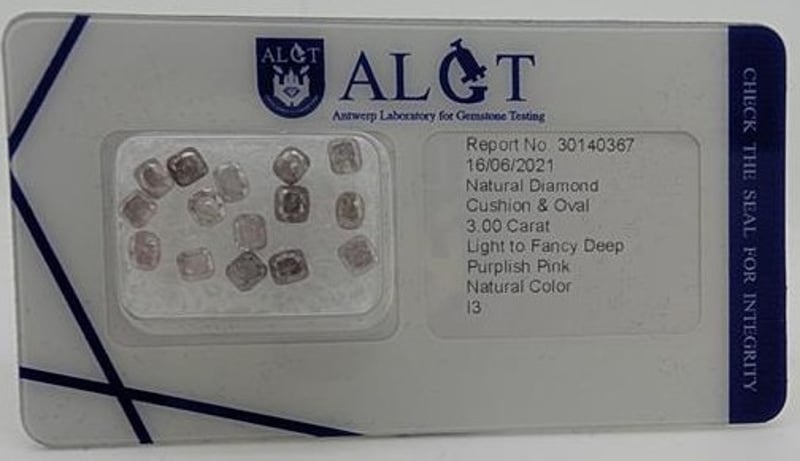 ALGT
ALGT
Antwerp Laboratory for Gemstone Testing
Report No. 30140367
16/06/2021
Natural Diamond
Cushion & Oval
3.00 Carat
Light to Fancy Deep
Purplish Pink
Natural Color
I3
CHECK THE SEAL FOR INTEGRITY